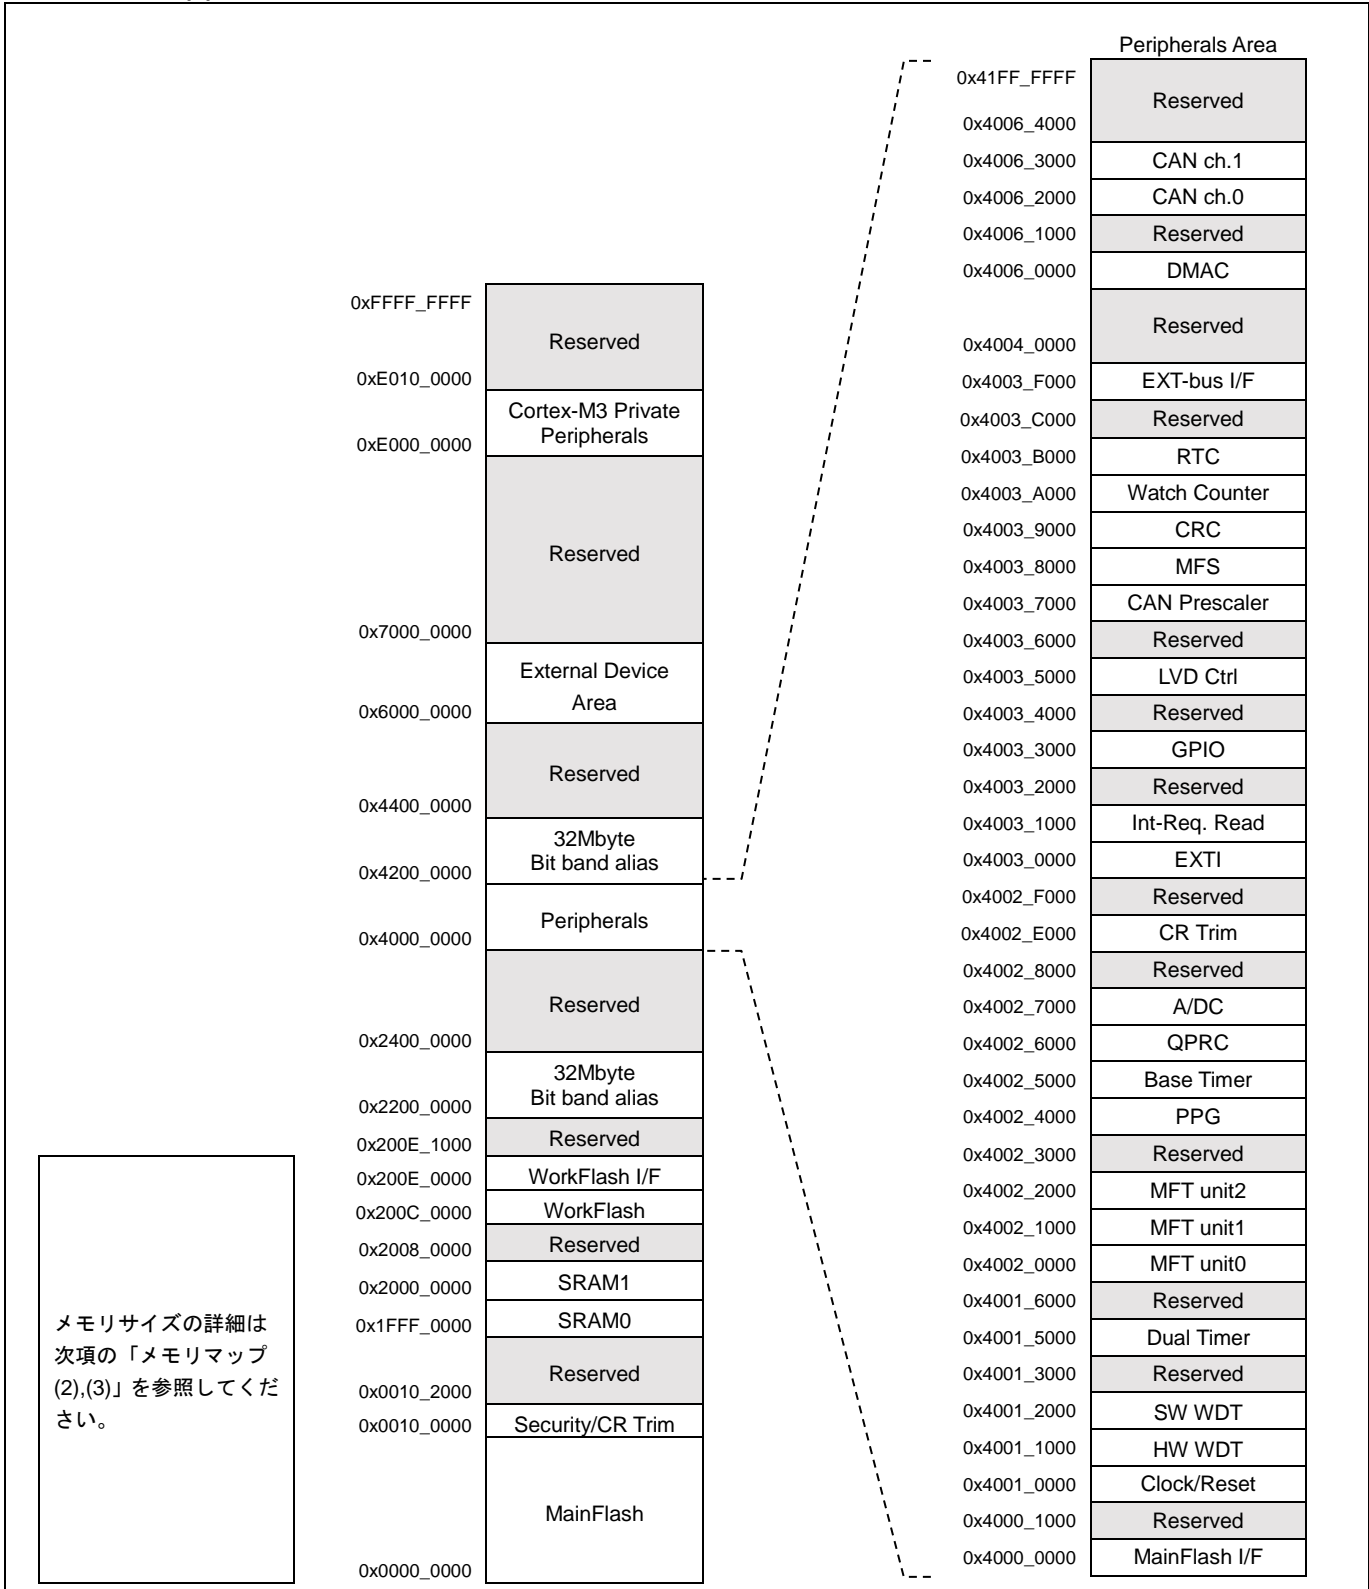 Peripherals Area
0x41FF_FFFF
Reserved
0x4006_4000
0x4006_3000 CAN ch.1
0x4006_2000 CAN ch.0
0x4006_1000 Reserved
0x4006_0000 DMAC
Reserved
0x4004_0000
0x4003_F000 EXT-bus I/F
0x4003_C000 Reserved
0x4003_B000 RTC
0x4003_A000 Watch Counter
0x4003_9000 CRC
0x4003_8000 MFS
0x4003_7000 CAN Prescaler
0x4003_6000 Reserved
0x4003_5000 LVD Ctrl
0x4003_4000 Reserved
0x4003_3000 GPIO
0x4003_2000 Reserved
0x4003_1000 Int-Req. Read
0x4003_0000 EXTI
0x4002_F000 Reserved
0x4002_E000 CR Trim
0x4002_8000 Reserved
0x4002_7000 A/DC
0x4002_6000 QPRC
0x4002_5000 Base Timer
0x4002_4000 PPG
0x4002_3000 Reserved
0x4002_2000 MFT unit2
0x4002_1000 MFT unit1
0x4002_0000 MFT unit0
0x4001_6000 Reserved
0x4001_5000 Dual Timer
0x4001_3000 Reserved
0x4001_2000 SW WDT
0x4001_1000 HW WDT
0x4001_0000 Clock/Reset
0x4000_1000 Reserved
0x4000_0000 MainFlash I/F
0xFFFF_FFFF
Reserved
0xE010_0000
Cortex-M3 Private
Peripherals
0xE000_0000
Reserved
0x7000_0000
External Device
Area
0x6000_0000
Reserved
0x4400_0000
32Mbyte
Bit band alias
0x4200_0000
Peripherals
0x4000_0000
Reserved
0x2400_0000
32Mbyte
Bit band alias
0x2200_0000
Reserved
0x200E_1000
0x200E_0000 WorkFlash I/F
0x200C_0000 WorkFlash
0x2008_0000 Reserved
0x2000_0000 SRAM1
0x1FFF_0000 SRAM0
Reserved
0x0010_2000
0x0010_0000 Security/CR Trim
MainFlash
0x0000_0000
メモリサイズの詳細は
次項の「メモリマップ
(2),(3)」を参照してくだ
さい。